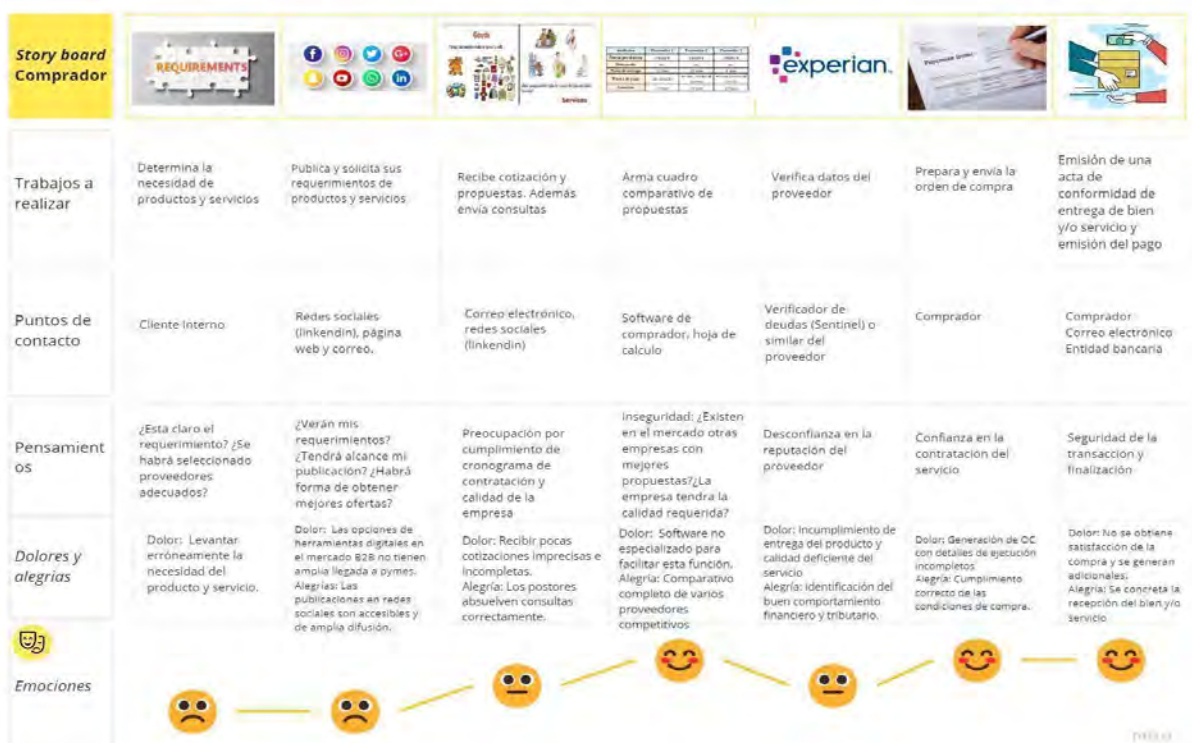 Story board
Comprador
REQUIREMENTS
Goods
Services
experian.
Trabajos a
realizar
Determina la
necesidad de
productos y servicios
Publica y solicita sus
requerimientos de
productos y servicios
Recibe cotización y
propuestas. Además
envía consultas
Arma cuadro
comparativo de
propuestas
Verifica datos del
proveedor
Prepara y envía la
orden de compra
Emisión de una
acta de
conformidad de
entrega de bien
y/o servicio y
emisión del pago
Puntos de
contacto
Cliente Interno
Redes sociales
(linkendin), página
web y correo.
Correo electrónico,
redes sociales
(linkendin)
Software de
comprador, hoja de
calculo
Verificador de
deudas (Sentinel) o
similar del
proveedor
Comprador
Comprador
Correo electrónico
Entidad bancaria
Pensamient
os
¿Esta claro el
requerimiento? ¿Se
habrá seleccionado
proveedores
adecuados?
¿Verán mis
requerimientos?
¿Tendrá alcance mi
publicación? ¿Habrá
forma de obtener
mejores ofertas?
Preocupación por
cumplimiento de
cronograma de
contratación y
calidad de la
empresa
Inseguridad: ¿Existen
en el mercado otras
empresas con
mejores
propuestas?¿La
empresa tendra la
calidad requerida?
Desconfianza en la
reputación del
proveedor
Confianza en la
contratación del
servicio
Seguridad de la
transacción y
finalización
Dolores y
alegrias
Dolor: Levantar
erróneamente la
necesidad del
producto y servicio.
Dolor: Las opciones de
herramientas digitales en
el mercado B2B no tienen
amplia llegada a pymes.
Alegrías: Las
publicaciones en redes
sociales son accesibles y
de amplia difusión.
Dolor: Recibir pocas
cotizaciones imprecisas e
incompletas.
Alegría: Los postores
absuelven consultas
correctamente.
Dolor: Software no
especializado para
facilitar esta función.
Alegría: Comparativo
completo de varios
proveedores
competitivos
Dolor: Incumplimiento de
entrega del producto y
calidad deficiente del
servicio
Alegría: identificación del
buen comportamiento
financiero y tributario.
Dolor: Generación de OC
con detalles de ejecución
incompletos
Alegría: Cumplimiento
correcto de las
condiciones de compra.
Dolor: No se obtiene
satisfacción de la
compra y se generan
adicionales.
Alegría: Se concreta la
recepción del bien y/o
servicio
Emociones